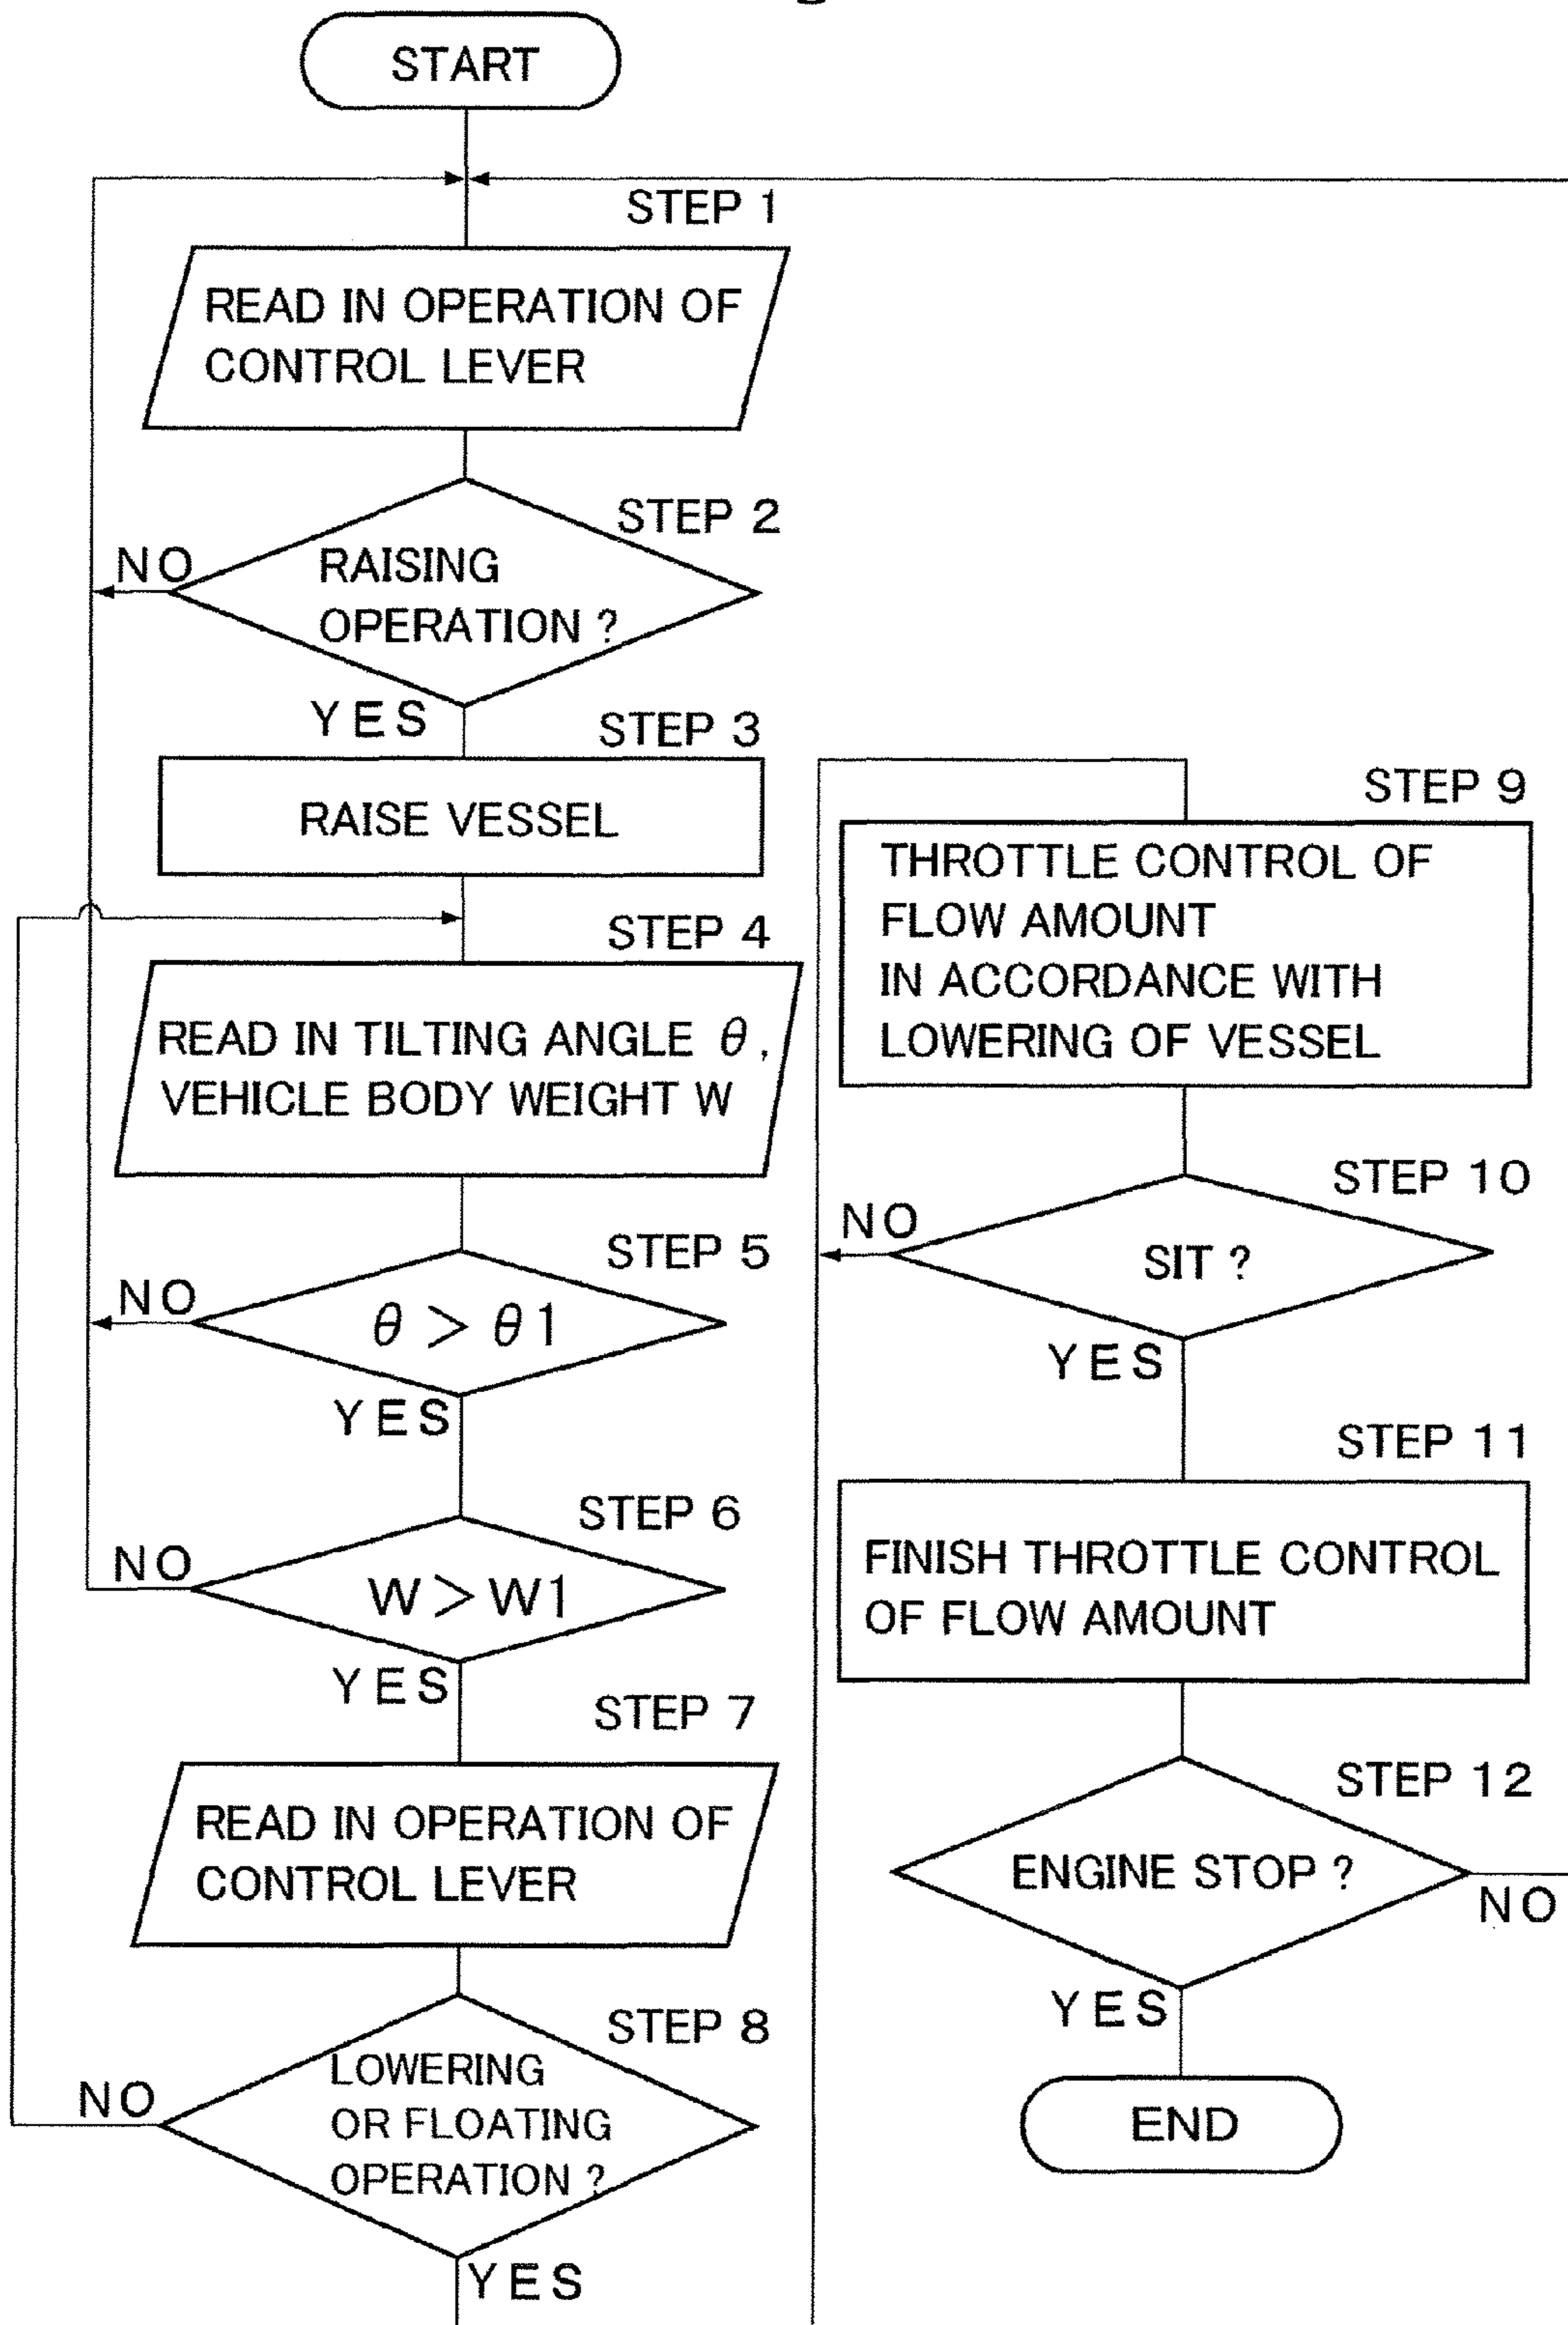 START
STEP 1
READ IN OPERATION OF
CONTROL LEVER
STEP 2
RAISING
OPERATION ?
NO
YES
STEP 3
RAISE VESSEL
STEP 4
READ IN TILTING ANGLE θ,
VEHICLE BODY WEIGHT W
STEP 5
θ > θ1
NO
YES
STEP 6
W > W1
NO
YES
STEP 7
READ IN OPERATION OF
CONTROL LEVER
STEP 8
LOWERING
OR FLOATING
OPERATION ?
NO
YES
STEP 9
THROTTLE CONTROL OF
FLOW AMOUNT
IN ACCORDANCE WITH
LOWERING OF VESSEL
STEP 10
SIT ?
NO
YES
STEP 11
FINISH THROTTLE CONTROL
OF FLOW AMOUNT
STEP 12
ENGINE STOP ?
NO
YES
END